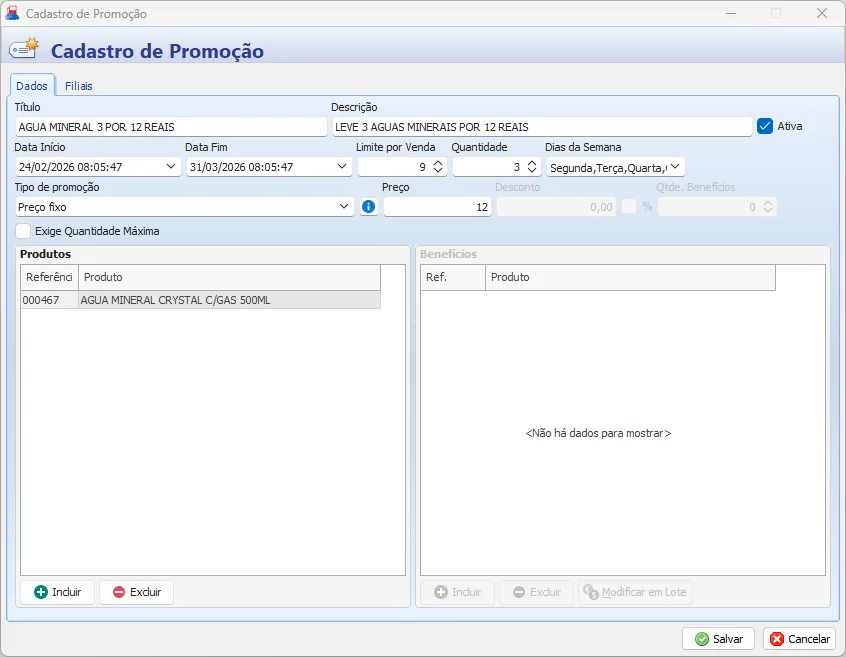 Cadastro de Promoção
Cadastro de Promoção
Dados Filiais
Título Descrição
AGUA MINERAL 3 POR 12 REAIS LEVE 3 AGUAS MINERAIS POR 12 REAIS Ativa
Data Início Data Fim Limite por Venda Quantidade Dias da Semana
24/02/2026 08:05:47 31/03/2026 08:05:47 9 3 Segunda,Terça,Quarta,
Tipo de promoção Preço Desconto Qtde. Benefícios
Preço fixo 12 0,00 % 0
Exige Quantidade Máxima
Produtos Benefícios
Referênci Produto Ref. Produto
000467 AGUA MINERAL CRYSTAL C/GAS 500ML
<Não há dados para mostrar>
Incluir Excluir Incluir Excluir Modificar em Lote
Salvar Cancelar